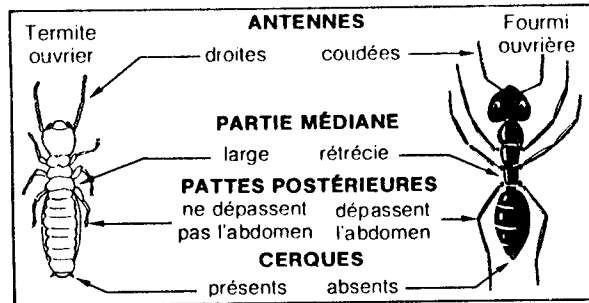 Termite
ouvrier
ANTENNES
Fourmi
ouvrière
droites coudées
PARTIE MÉDIANE
large rétrécie
PATTES POSTÉRIEURES
ne dépassent dépassent
pas l'abdomen l'abdomen
CERQUES
présents absents